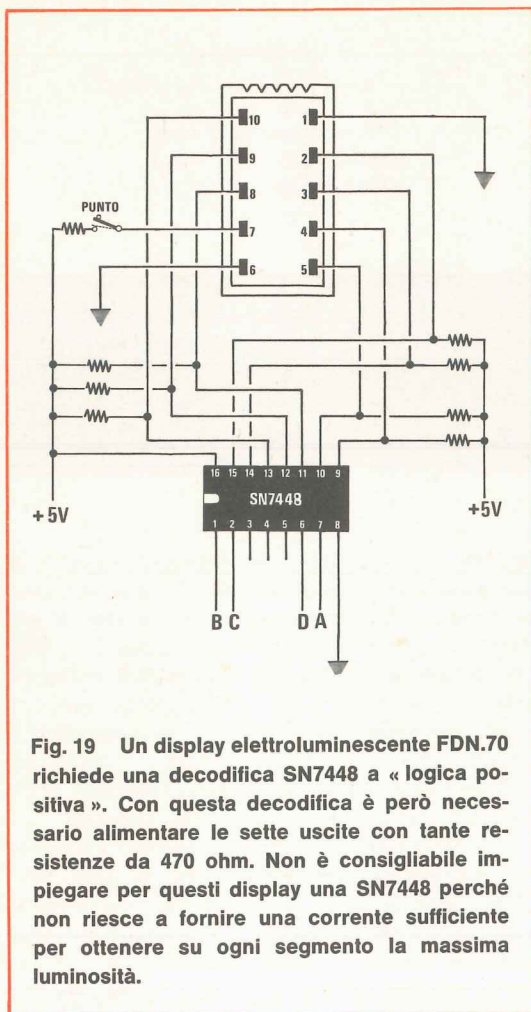 10 1
9 2
8 3
PUNTO
7 4
6 5
+5V
+5V
16 15 14 13 12 11 10 9
SN7448
1 2 3 4 5 6 7 8
B C D A
Fig. 19 Un display elettroluminescente FDN.70
richiede una decodifica SN7448 a « logica po-
sitiva ». Con questa decodifica è però neces-
sario alimentare le sette uscite con tante re-
sistenze da 470 ohm. Non è consigliabile im-
piegare per questi display una SN7448 perché
non riesce a fornire una corrente sufficiente
per ottenere su ogni segmento la massima
luminosità.